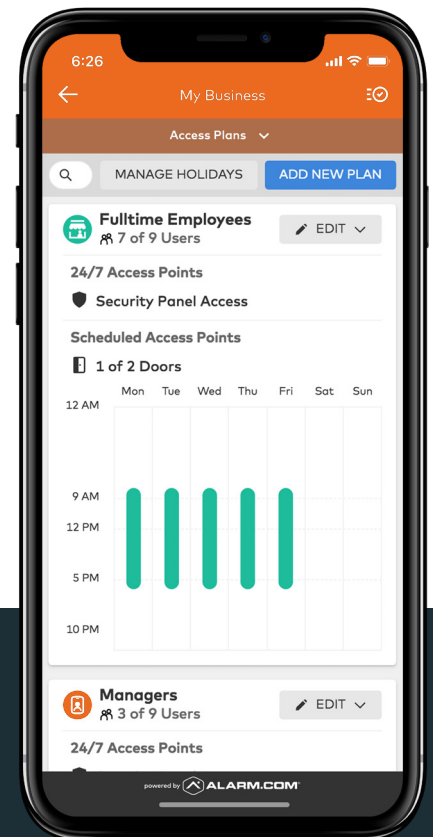 6:26
My Business
Access Plans
MANAGE HOLIDAYS ADD NEW PLAN
Fulltime Employees
7 of 9 Users
EDIT
24/7 Access Points
Security Panel Access
Scheduled Access Points
1 of 2 Doors
Mon Tue Wed Thu Fri Sat Sun
12 AM
9 AM
12 PM
5 PM
10 PM
Managers
3 of 9 Users
EDIT
24/7 Access Points
powered by ALARM.COM